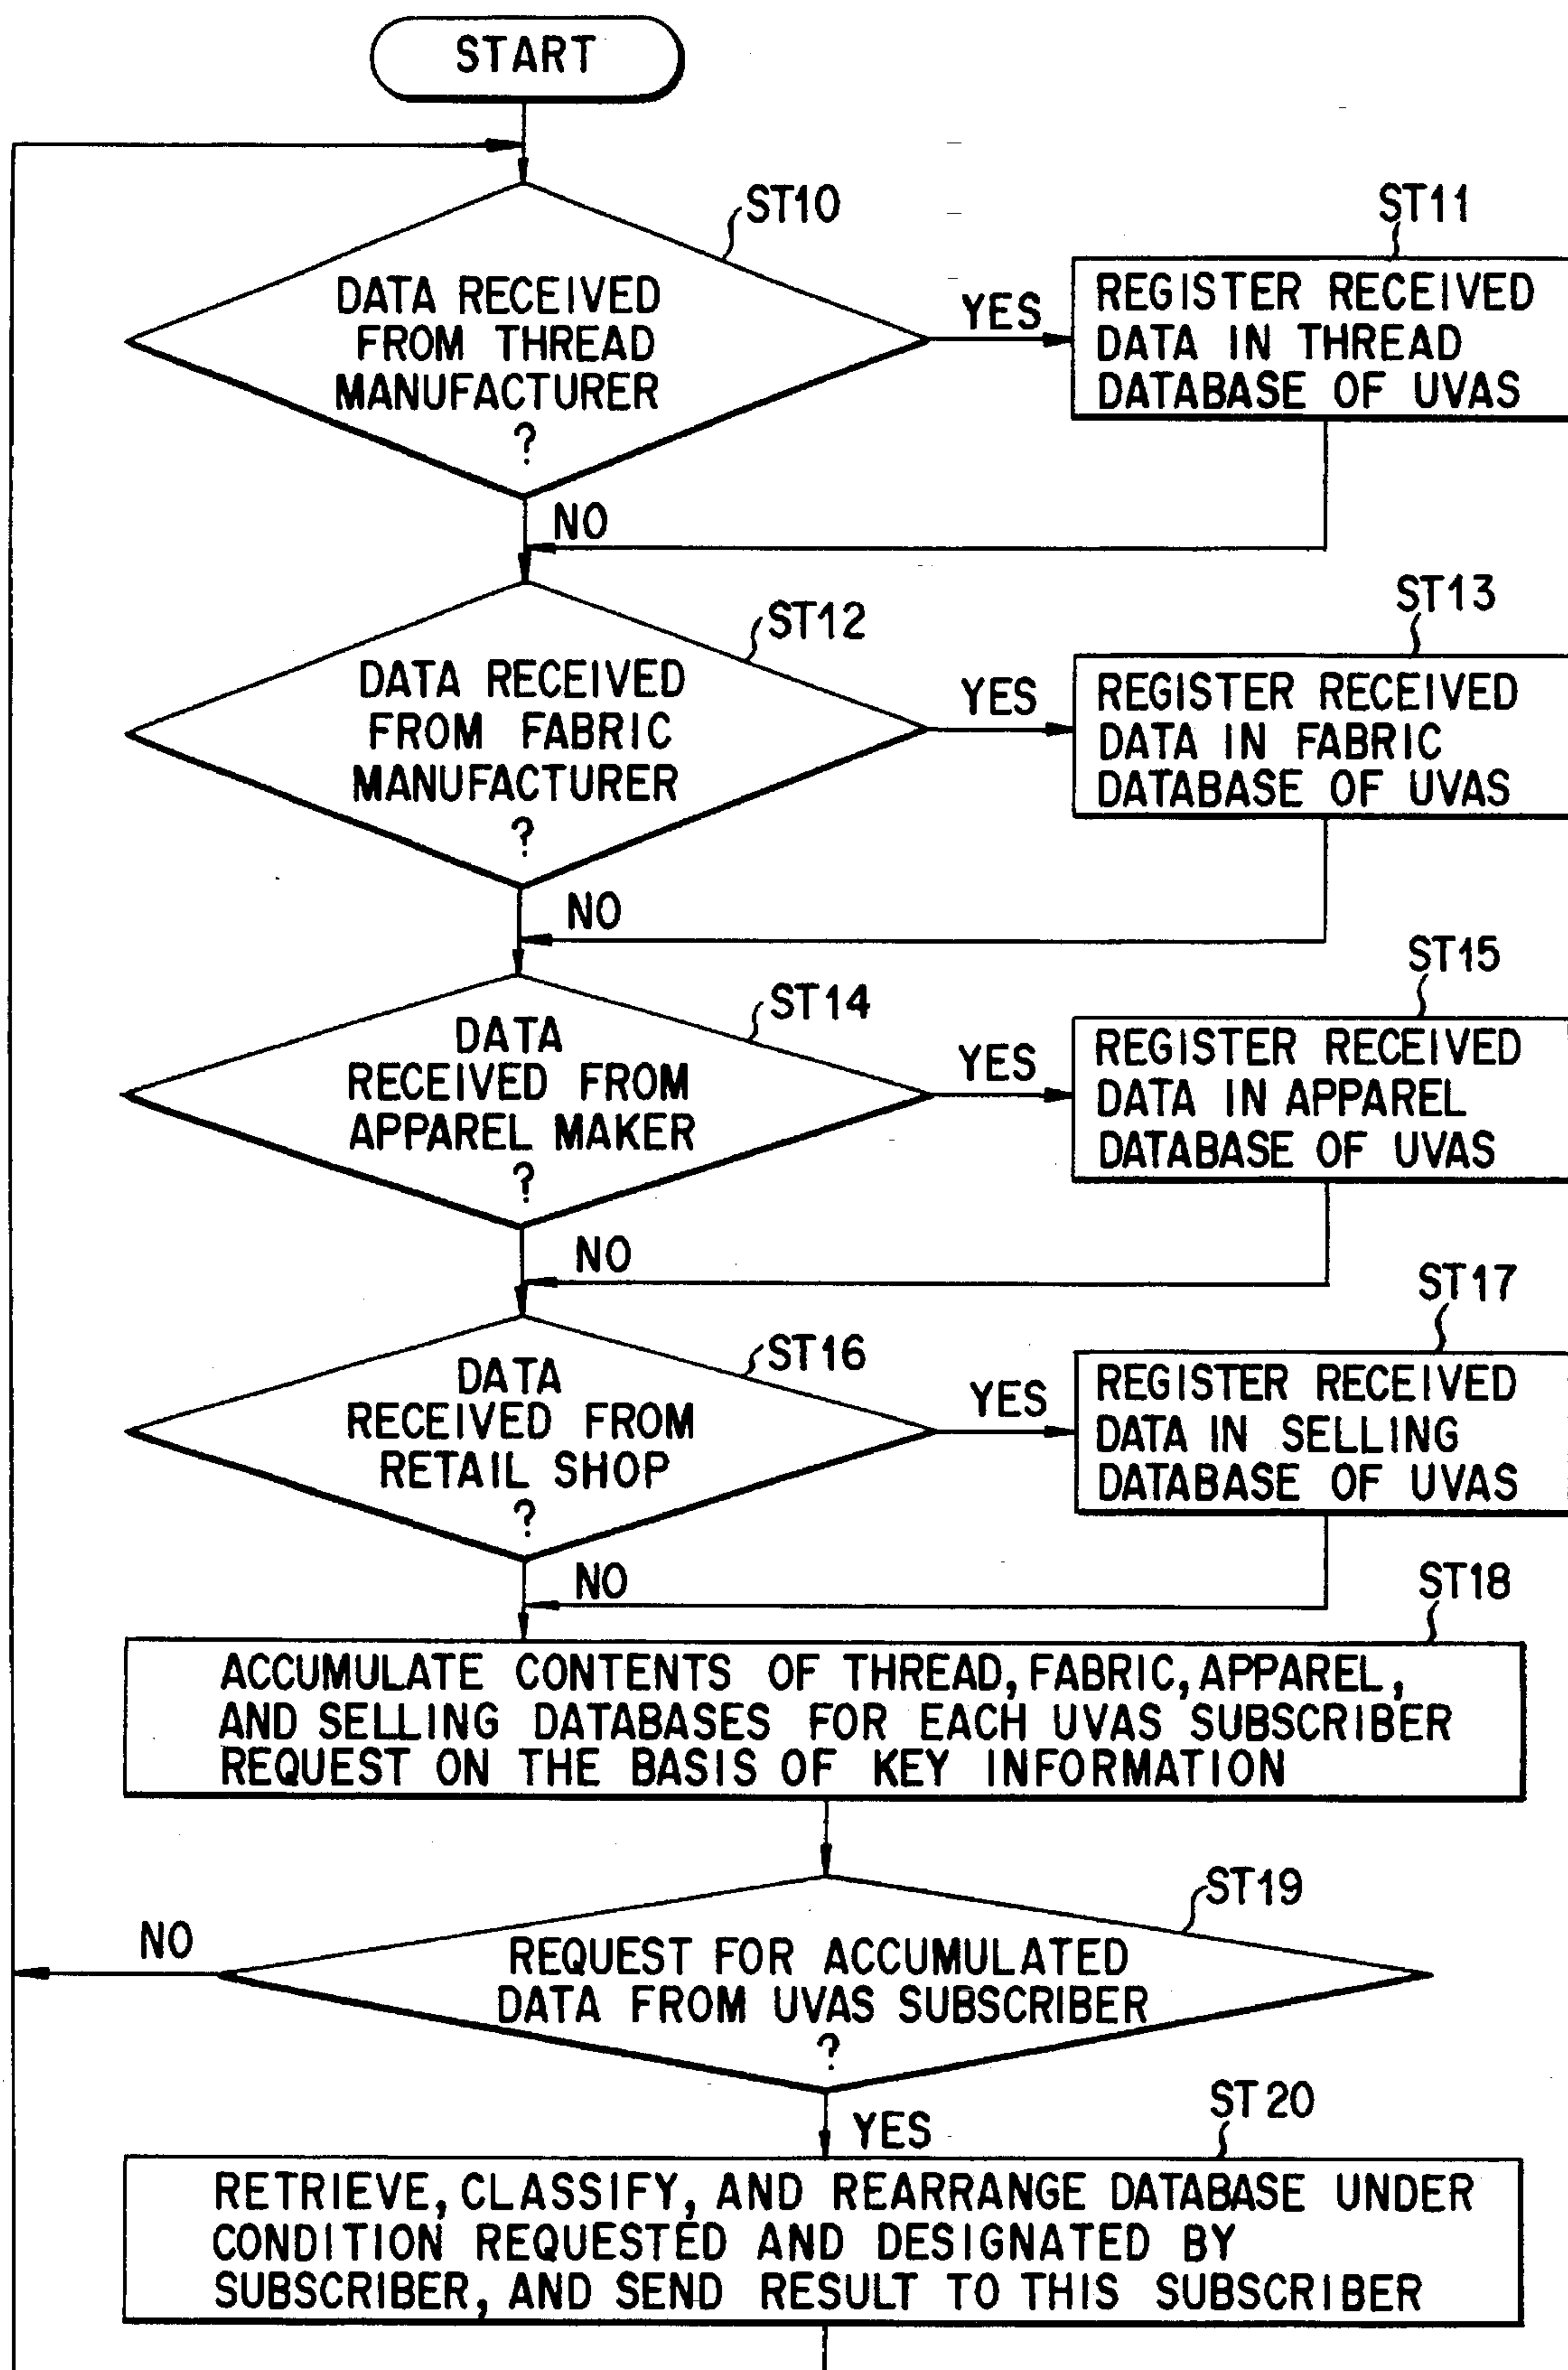 START
ST10
DATA RECEIVED
FROM THREAD
MANUFACTURER
?
YES
ST11
REGISTER RECEIVED
DATA IN THREAD
DATABASE OF UVAS
NO
ST12
DATA RECEIVED
FROM FABRIC
MANUFACTURER
?
YES
ST13
REGISTER RECEIVED
DATA IN FABRIC
DATABASE OF UVAS
NO
ST14
DATA
RECEIVED FROM
APPAREL MAKER
?
YES
ST15
REGISTER RECEIVED
DATA IN APPAREL
DATABASE OF UVAS
NO
ST16
DATA
RECEIVED FROM
RETAIL SHOP
?
YES
ST17
REGISTER RECEIVED
DATA IN SELLING
DATABASE OF UVAS
NO
ST18
ACCUMULATE CONTENTS OF THREAD, FABRIC, APPAREL,
AND SELLING DATABASES FOR EACH UVAS SUBSCRIBER
REQUEST ON THE BASIS OF KEY INFORMATION
ST19
NO
REQUEST FOR ACCUMULATED
DATA FROM UVAS SUBSCRIBER
?
YES
ST20
RETRIEVE, CLASSIFY, AND REARRANGE DATABASE UNDER
CONDITION REQUESTED AND DESIGNATED BY
SUBSCRIBER, AND SEND RESULT TO THIS SUBSCRIBER